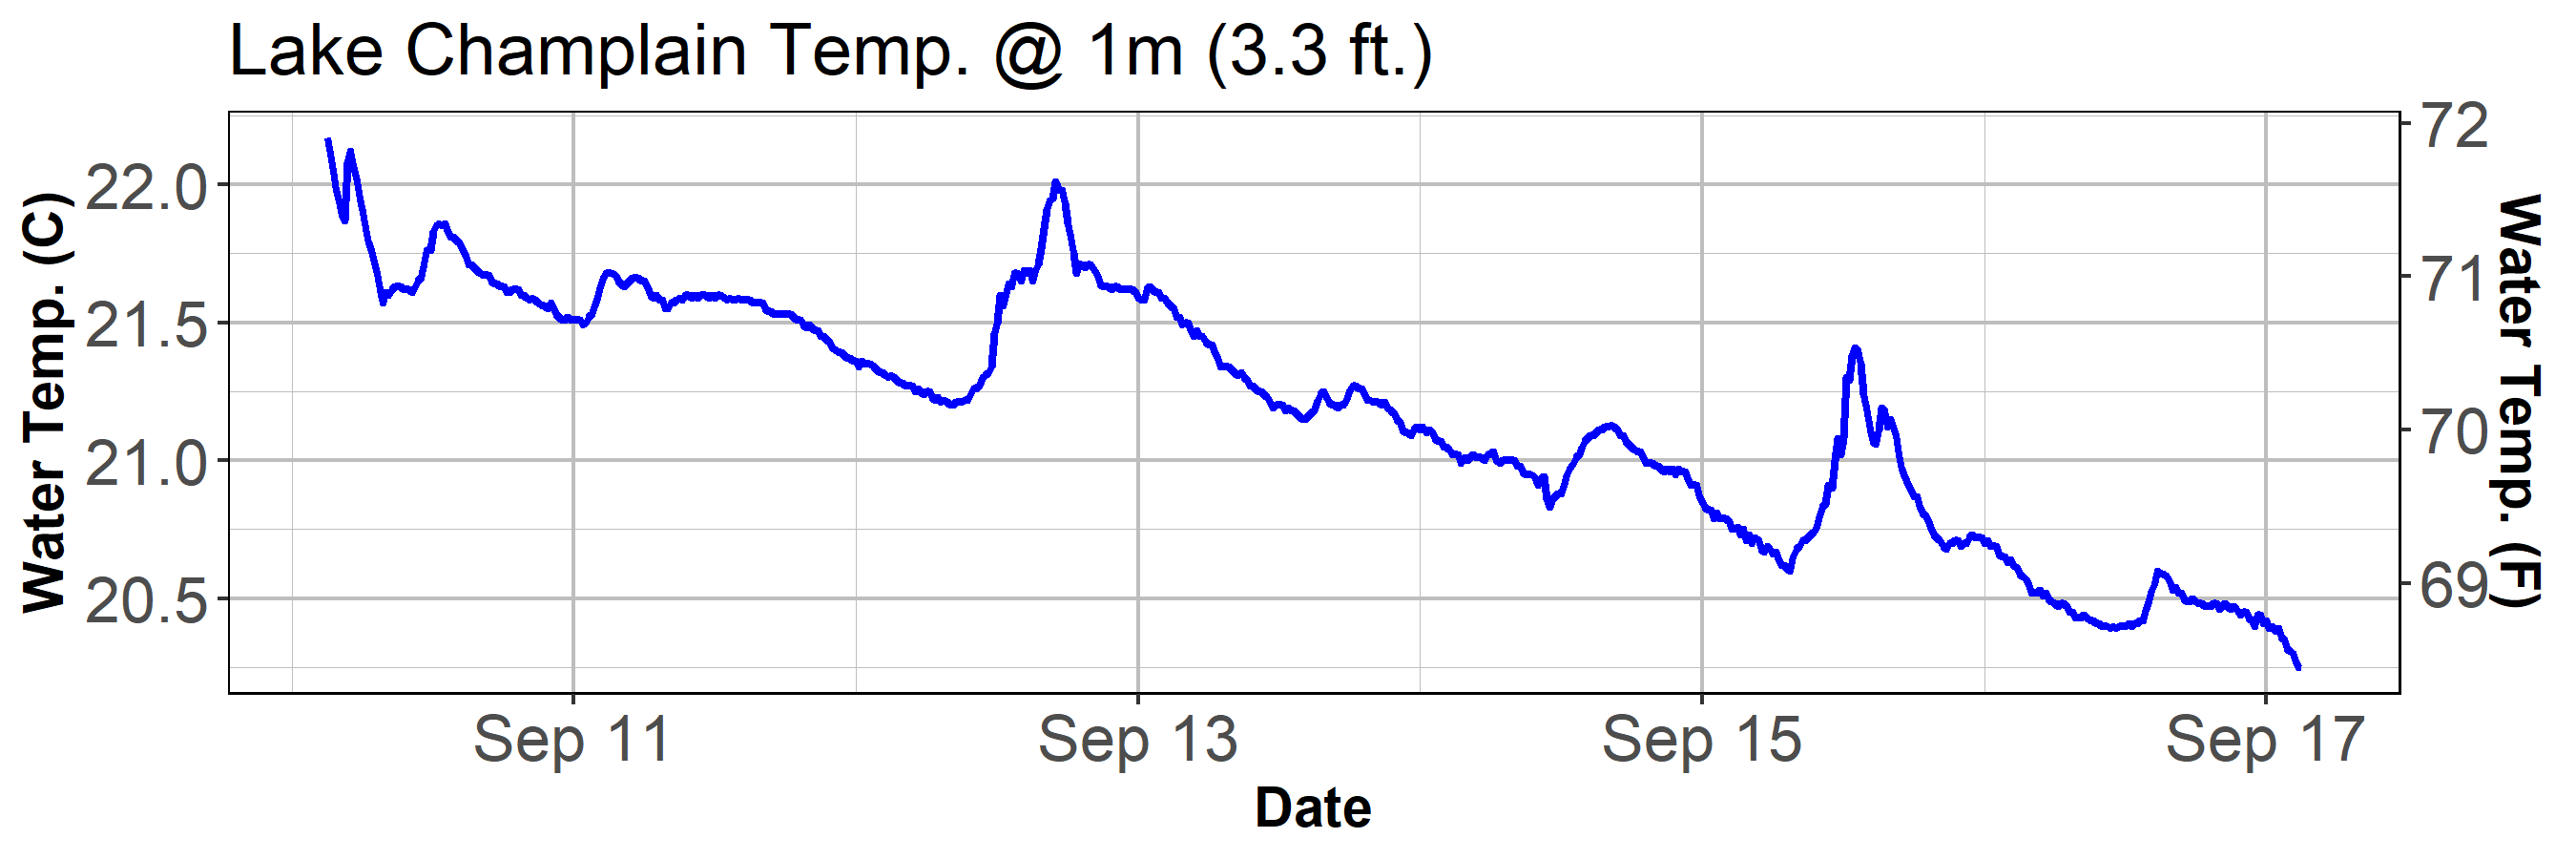 Lake Champlain Temp. @ 1m (3.3 ft.)
Water Temp. (C)
22.0
21.5
21.0
20.5
72
71
70
69
Water Temp. (F)
Sep 11 Sep 13 Sep 15 Sep 17
Date